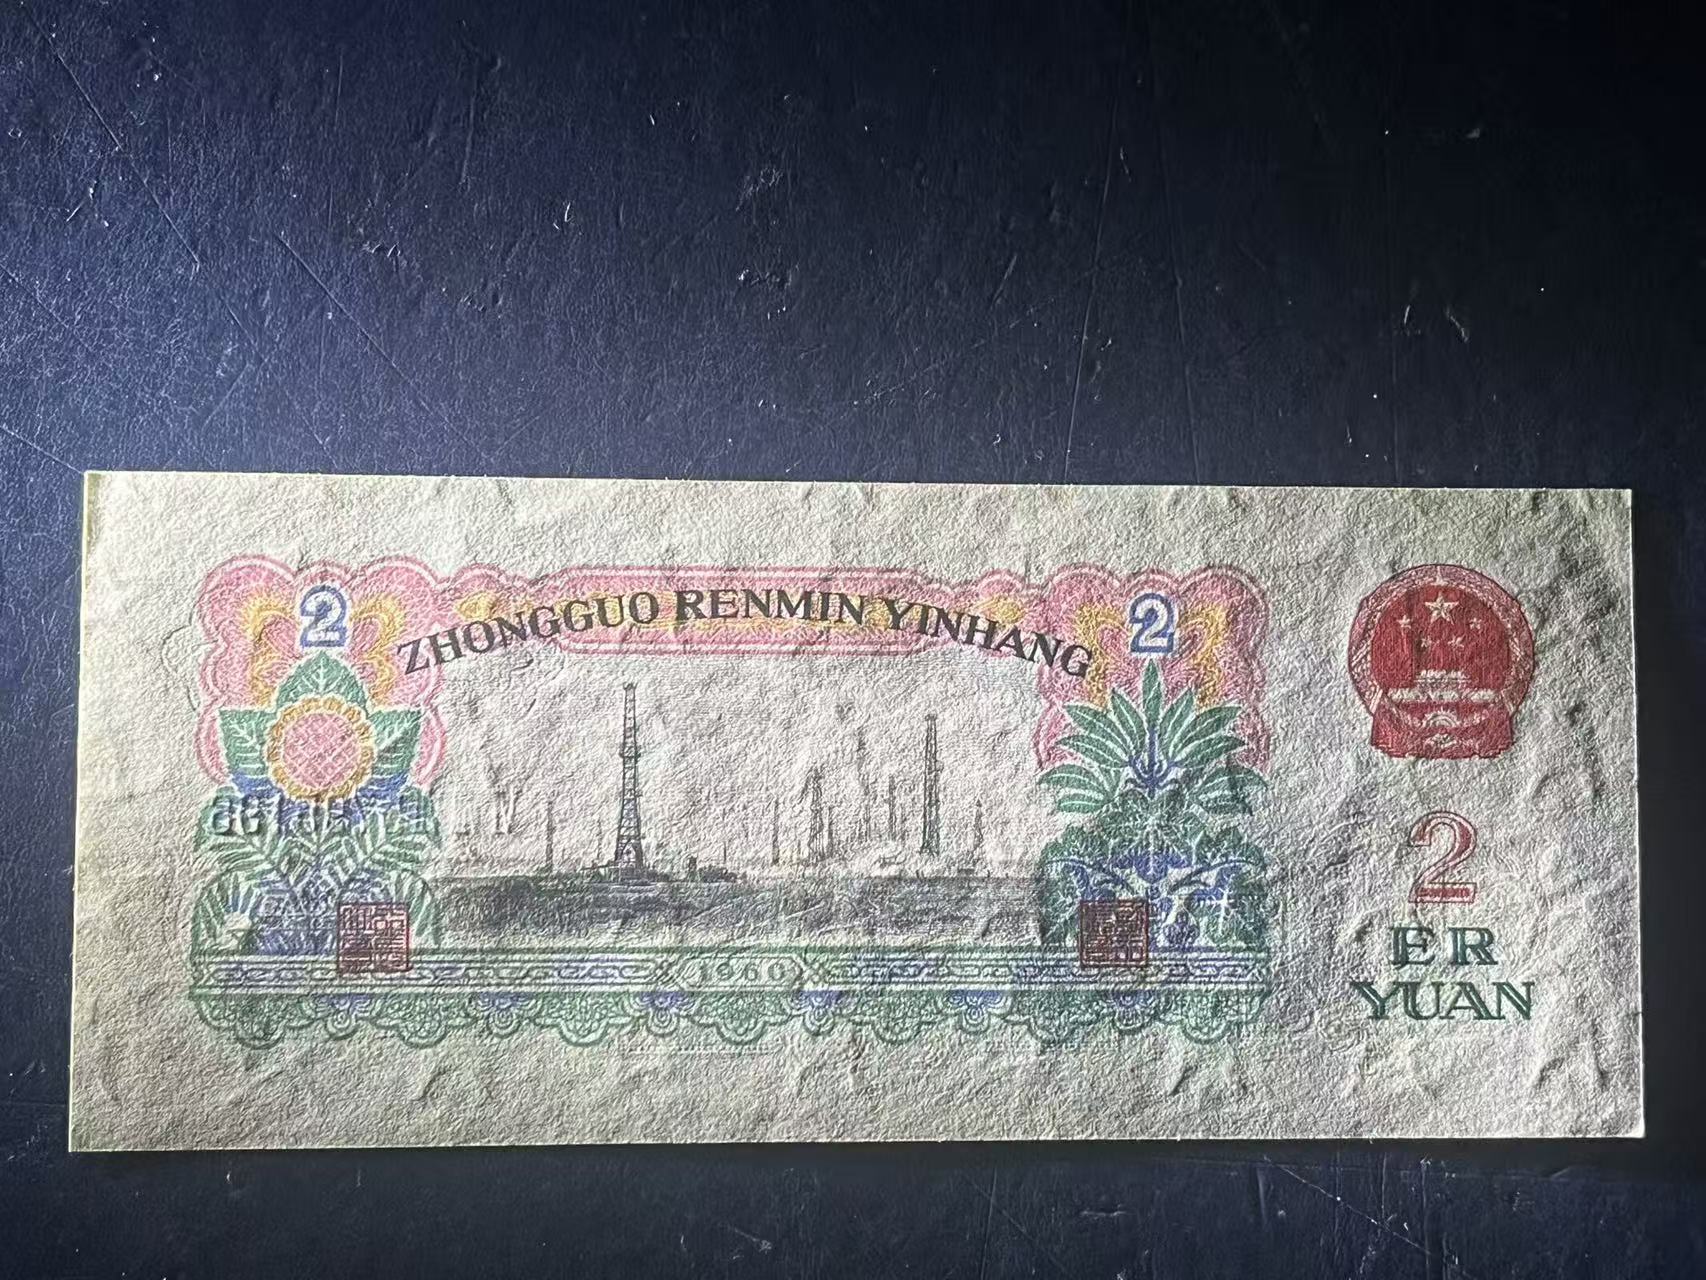 2
2
ZHONGGUO RENMIN YINHANG
1960
2
ER
YUAN